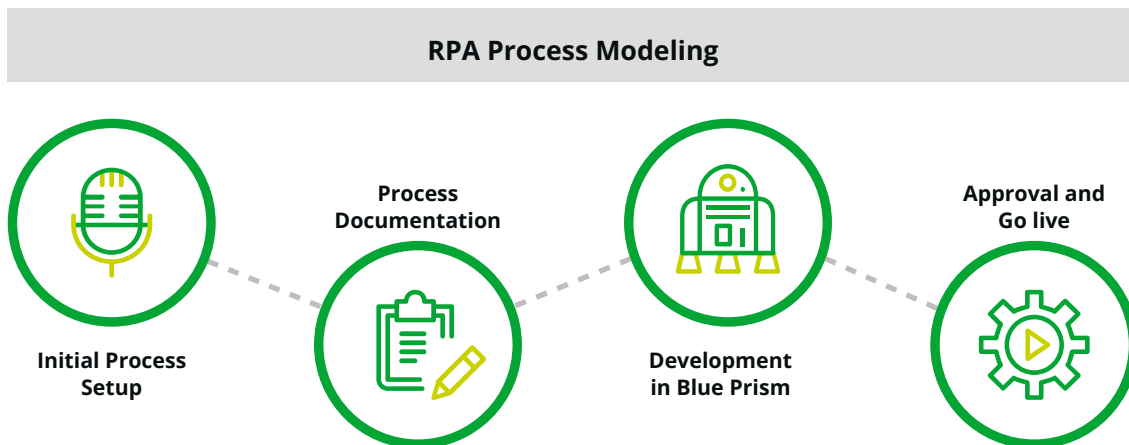 RPA Process Modeling
Initial Process
Setup
Process
Documentation
Development
in Blue Prism
Approval and
Go live